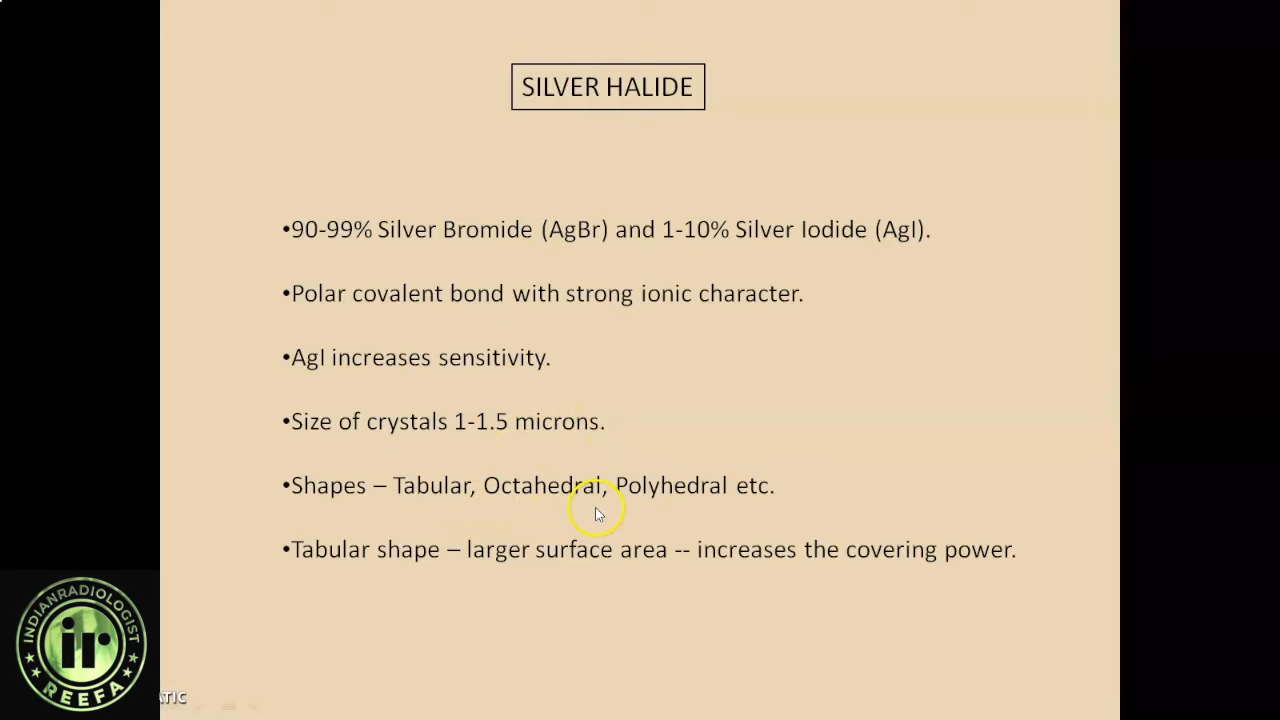 SILVER HALIDE
•90-99% Silver Bromide (AgBr) and 1-10% Silver Iodide (AgI).
•Polar covalent bond with strong ionic character.
•AgI increases sensitivity.
•Size of crystals 1-1.5 microns.
•Shapes – Tabular, Octahedral, Polyhedral etc.
•Tabular shape – larger surface area -- increases the covering power.
INDIANRADIOLOGIST
ir
REEFA